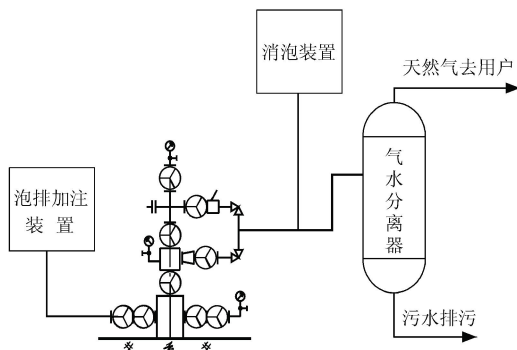 消泡装置
天然气去用户
泡排加注
装 置
气
水
分
离
器
污水排污